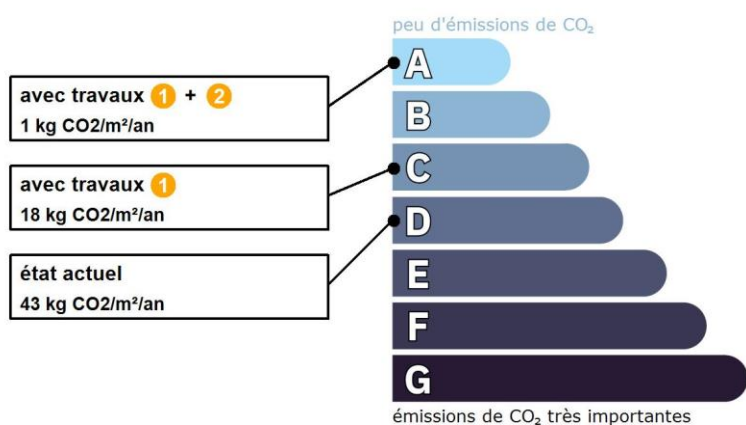 peu d'émissions de CO₂
A
avec travaux 1 + 2
1 kg CO2/m²/an
B
avec travaux 1
18 kg CO2/m²/an
C
D
état actuel
43 kg CO2/m²/an
E
F
G
émissions de CO₂ très importantes